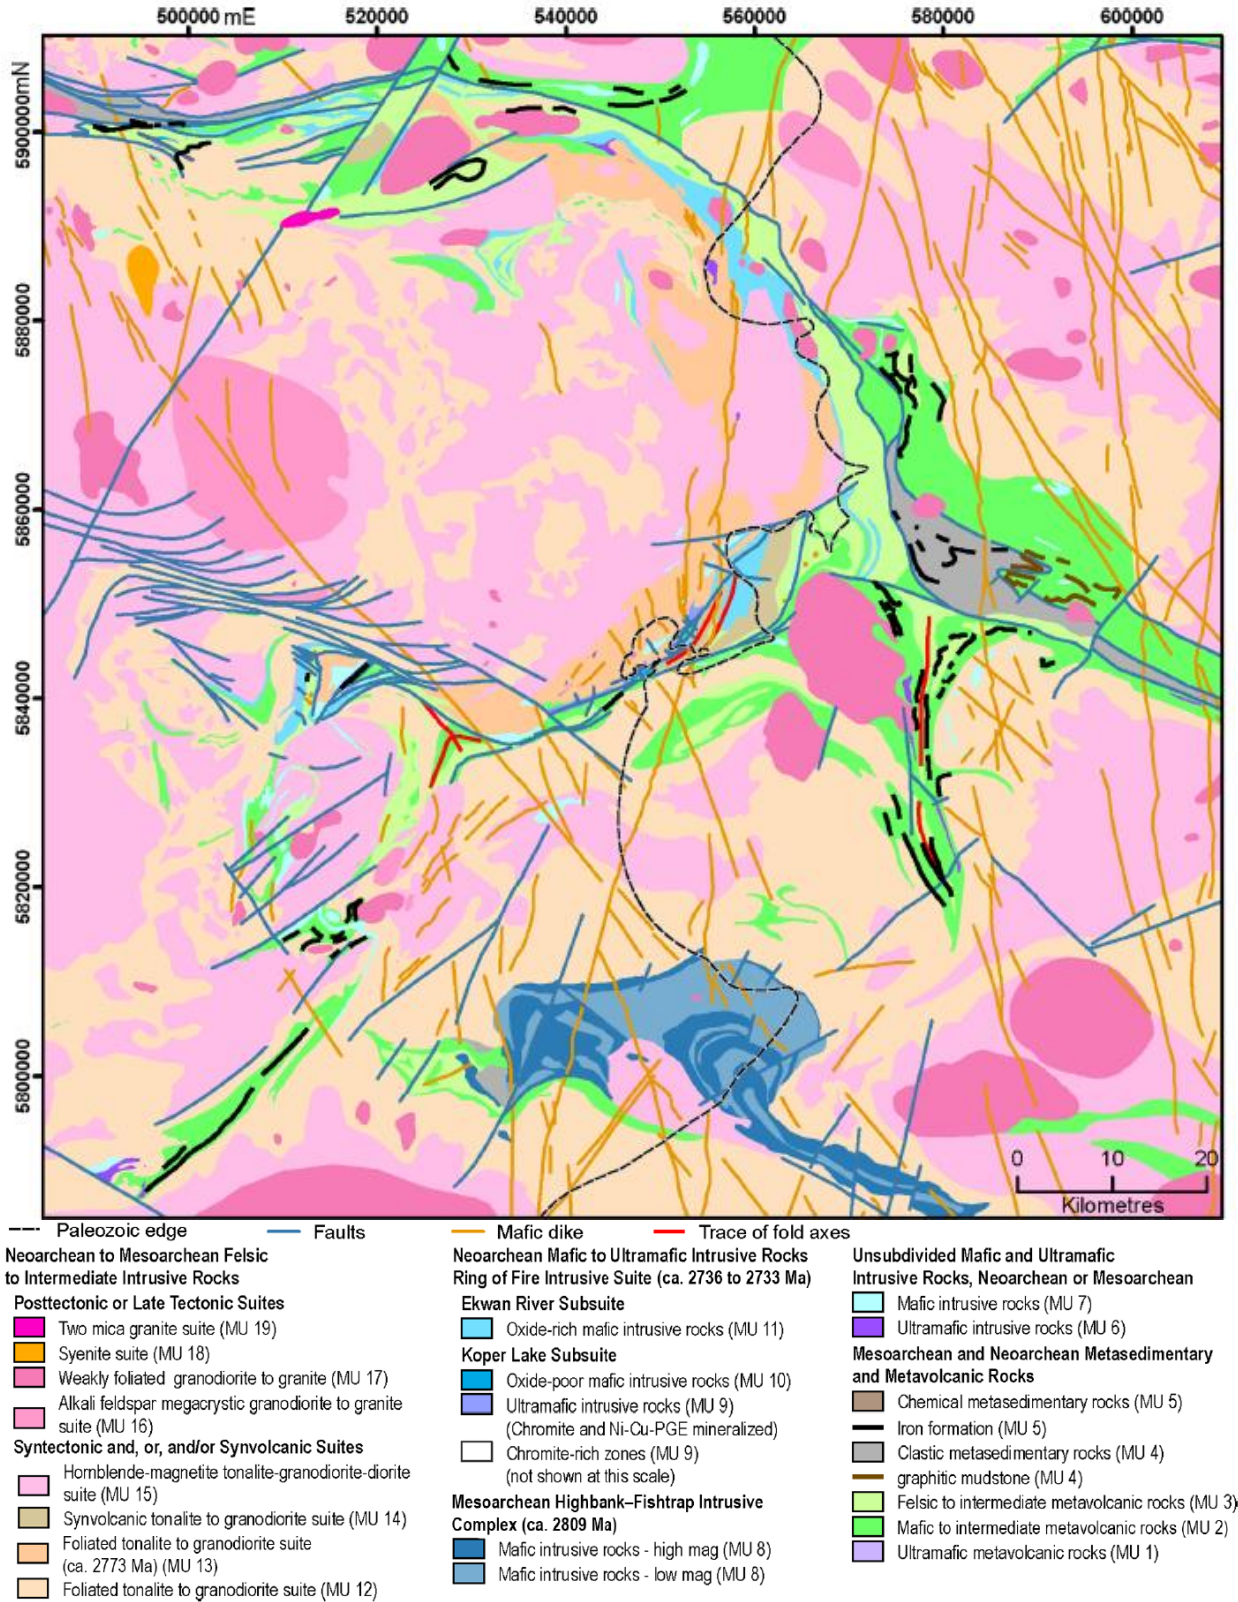 500000 mE
520000
540000
560000
580000
600000
5900000mN
5880000
5860000
5840000
5820000
5800000
0 10 20
Kilometres
Paleozoic edge
Faults
Mafic dike
Trace of fold axes
Neoarchean to Mesoarchean Felsic
to Intermediate Intrusive Rocks
Posttectonic or Late Tectonic Suites
Two mica granite suite (MU 19)
Syenite suite (MU 18)
Weakly foliated granodiorite to granite (MU 17)
Alkali feldspar megacrystic granodiorite to granite
suite (MU 16)
Syntectonic and, or, and/or Synvolcanic Suites
Hornblende-magnetite tonalite-granodiorite-diorite
suite (MU 15)
Synvolcanic tonalite to granodiorite suite (MU 14)
Foliated tonalite to granodiorite suite
(ca. 2773 Ma) (MU 13)
Foliated tonalite to granodiorite suite (MU 12)
Neoarchean Mafic to Ultramafic Intrusive Rocks
Ring of Fire Intrusive Suite (ca. 2736 to 2733 Ma)
Ekwan River Subsuite
Oxide-rich mafic intrusive rocks (MU 11)
Koper Lake Subsuite
Oxide-poor mafic intrusive rocks (MU 10)
Ultramafic intrusive rocks (MU 9)
(Chromite and Ni-Cu-PGE mineralized)
Chromite-rich zones (MU 9)
(not shown at this scale)
Mesoarchean Highbank–Fishtrap Intrusive
Complex (ca. 2809 Ma)
Mafic intrusive rocks - high mag (MU 8)
Mafic intrusive rocks - low mag (MU 8)
Unsubdivided Mafic and Ultramafic
Intrusive Rocks, Neoarchean or Mesoarchean
Mafic intrusive rocks (MU 7)
Ultramafic intrusive rocks (MU 6)
Mesoarchean and Neoarchean Metasedimentary
and Metavolcanic Rocks
Chemical metasedimentary rocks (MU 5)
Iron formation (MU 5)
Clastic metasedimentary rocks (MU 4)
graphitic mudstone (MU 4)
Felsic to intermediate metavolcanic rocks (MU 3)
Mafic to intermediate metavolcanic rocks (MU 2)
Ultramafic metavolcanic rocks (MU 1)